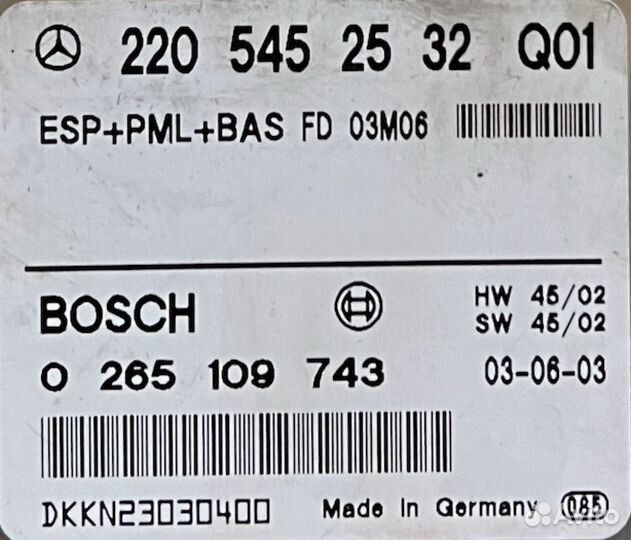 220 545 25 32 Q01
ESP+PML+BAS FD 03M06
BOSCH
HW 45/02
SW 45/02
0 265 109 743 03-06-03
DKKN23030400 Made In Germany 085
Avito